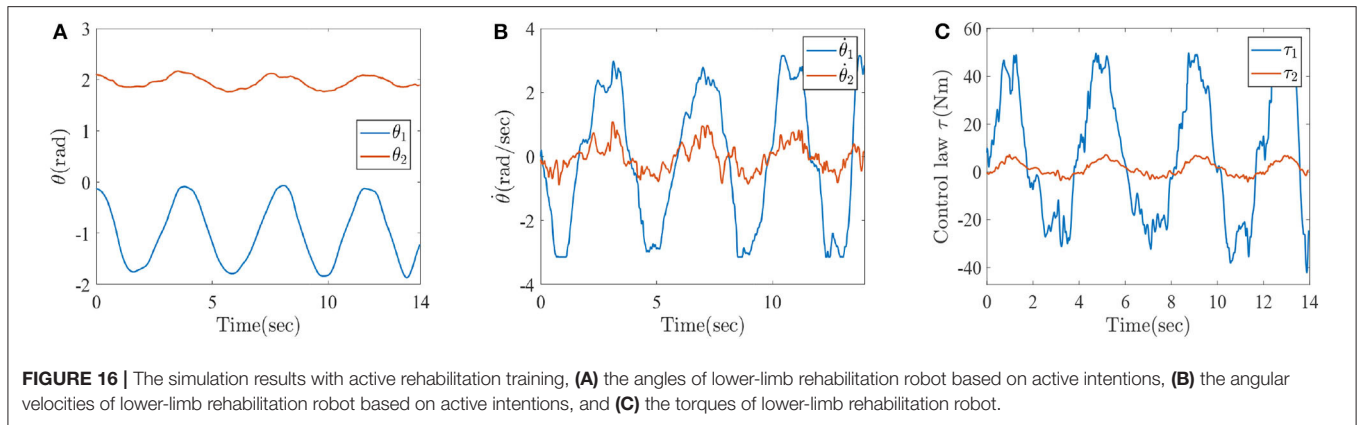 A
3
2
1
0
-1
-2
θ(rad)
θ₁
θ₂
0
5
10
14
Time(sec)
B
4
2
0
-2
-4
θ̇(rad/sec)
θ̇₁
θ̇₂
0
5
10
Time(sec)
C
60
40
20
0
-20
-40
Control law τ(Nm)
τ₁
τ₂
0
2
4
6
8
10
12
14
Time(sec)
FIGURE 16 | The simulation results with active rehabilitation training, (A) the angles of lower-limb rehabilitation robot based on active intentions, (B) the angular
velocities of lower-limb rehabilitation robot based on active intentions, and (C) the torques of lower-limb rehabilitation robot.